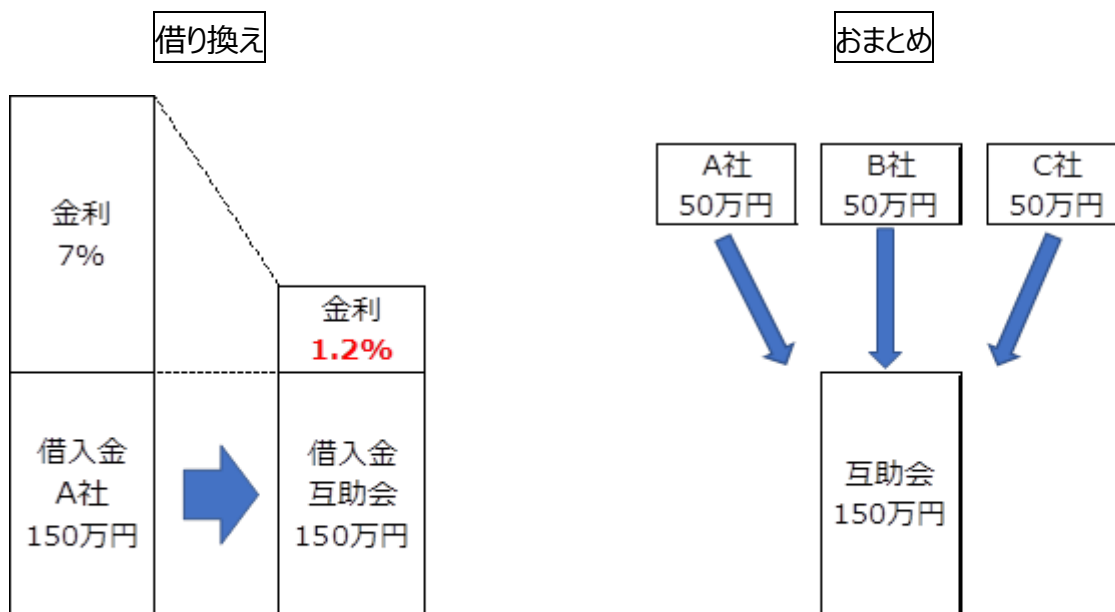 借り換え
金利
7%
金利
1.2%
借入金
A社
150万円
借入金
互助会
150万円
おまとめ
A社
50万円
B社
50万円
C社
50万円
互助会
150万円